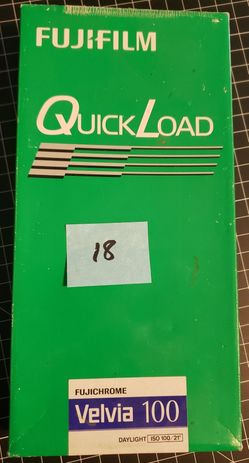 FUJIFILM
QUICKLOAD
18
FUJICHROME
Velvia 100
DAYLIGHT ISO 100/21°